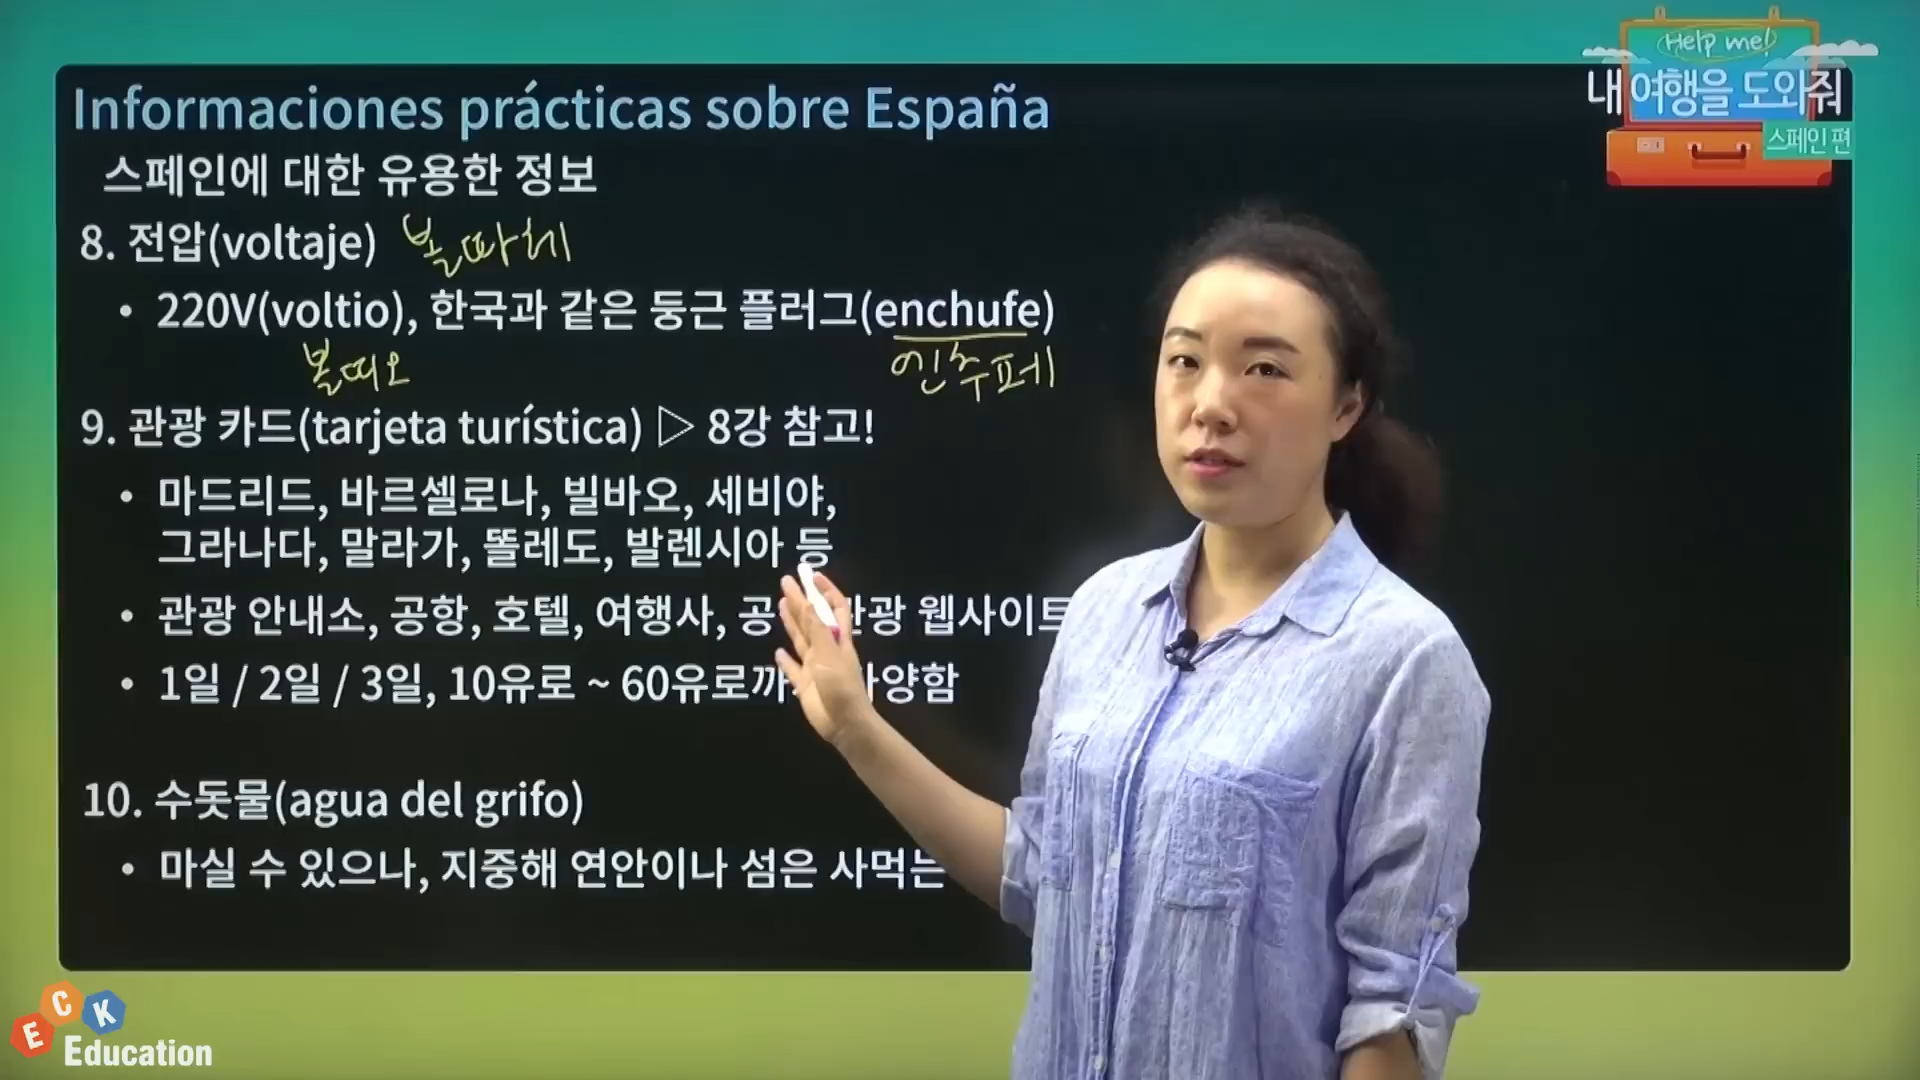 Help me!
내 여행을 도와줘
스페인 편
Informaciones prácticas sobre España
스페인에 대한 유용한 정보
8. 전압(voltaje) 볼따헤
• 220V(voltio), 한국과 같은 둥근 플러그(enchufe)
볼띠오 엔추페
9. 관광 카드(tarjeta turística) ▷ 8강 참고!
• 마드리드, 바르셀로나, 빌바오, 세비야,
그라나다, 말라가, 똘레도, 발렌시아 등
• 관광 안내소, 공항, 호텔, 여행사, 관광 웹사이트
• 1일 / 2일 / 3일, 10유로 ~ 60유로까지 다양함
10. 수돗물(agua del grifo)
• 마실 수 있으나, 지중해 연안이나 섬은 사먹는
ECK
Education